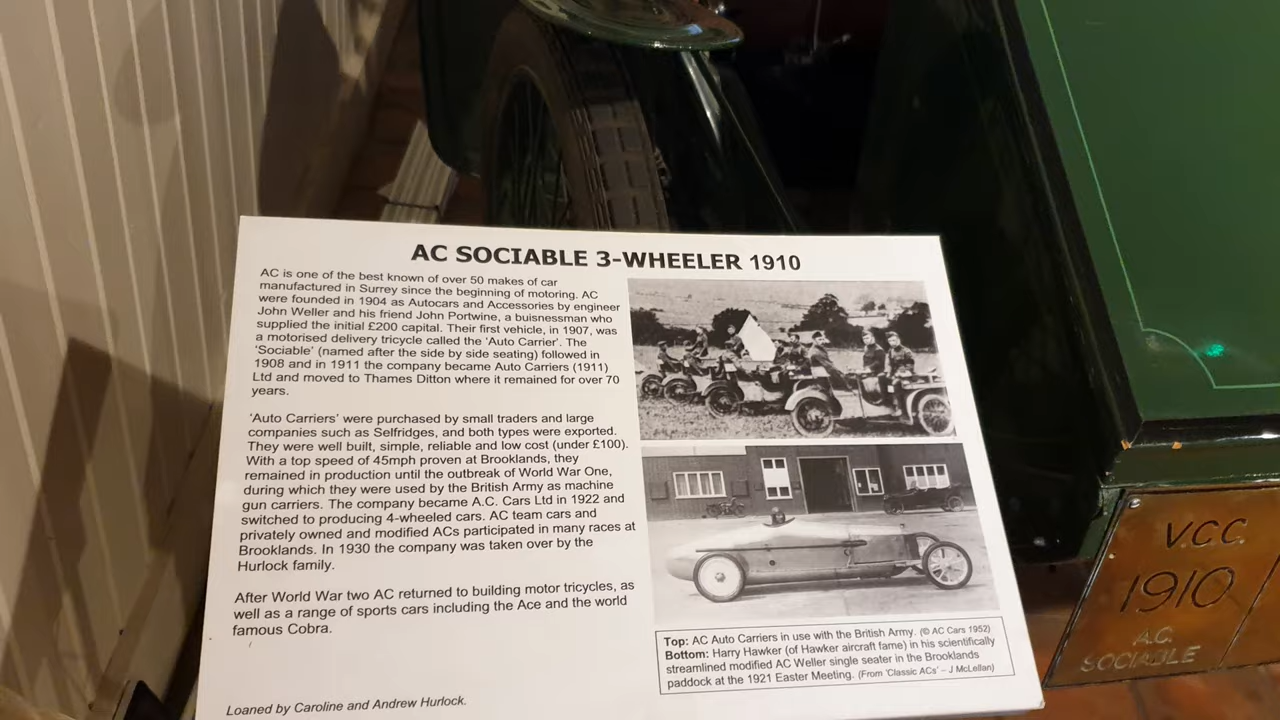 AC SOCIABLE 3-WHEELER 1910
AC is one of the best known of over 50 makes of car
manufactured in Surrey since the beginning of motoring. AC
were founded in 1904 as Autocars and Accessories by engineer
John Weller and his friend John Portwine, a buisnessman who
supplied the initial £200 capital. Their first vehicle, in 1907, was
a motorised delivery tricycle called the 'Auto Carrier'. The
'Sociable' (named after the side by side seating) followed in
1908 and in 1911 the company became Auto Carriers (1911)
Ltd and moved to Thames Ditton where it remained for over 70
years.
'Auto Carriers' were purchased by small traders and large
companies such as Selfridges, and both types were exported.
They were well built, simple, reliable and low cost (under £100).
With a top speed of 45mph proven at Brooklands, they
remained in production until the outbreak of World War One,
during which they were used by the British Army as machine
gun carriers. The company became A.C. Cars Ltd in 1922 and
switched to producing 4-wheeled cars. AC team cars and
privately owned and modified ACs participated in many races at
Brooklands. In 1930 the company was taken over by the
Hurlock family.
After World War two AC returned to building motor tricycles, as
well as a range of sports cars including the Ace and the world
famous Cobra.
Loaned by Caroline and Andrew Hurlock.
Top: AC Auto Carriers in use with the British Army. (© AC Cars 1952)
Bottom: Harry Hawker (of Hawker aircraft fame) in his scientifically
streamlined modified AC Weller single seater in the Brooklands
paddock at the 1921 Easter Meeting. (From 'Classic ACs' – J McLellan)
V.C.C.
1910
A.C.
SOCIABLE